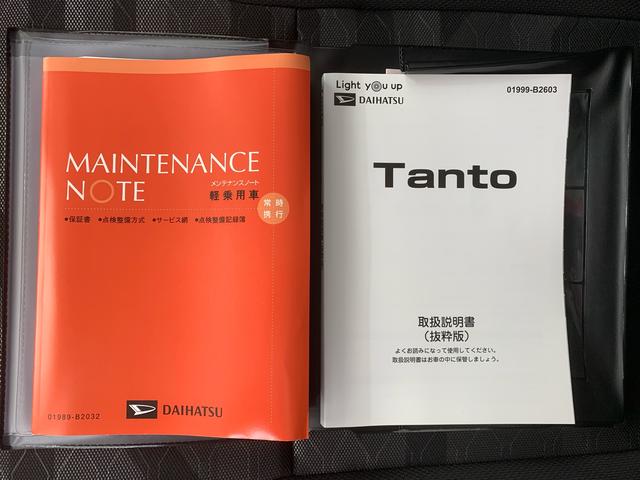 MAINTENANCE
NOTE
メンテナンスノート
軽乗用車
常時
携行
●保証書 ●点検整備方式 ●サービス網 ●点検整備記録簿
DAIHATSU
01989-B2032
Light you up
DAIHATSU
01999-B2603
Tanto
取扱説明書
（抜粋版）
よくお読みになって使用してください。
取扱説明書はお車の中に保管しましょう。